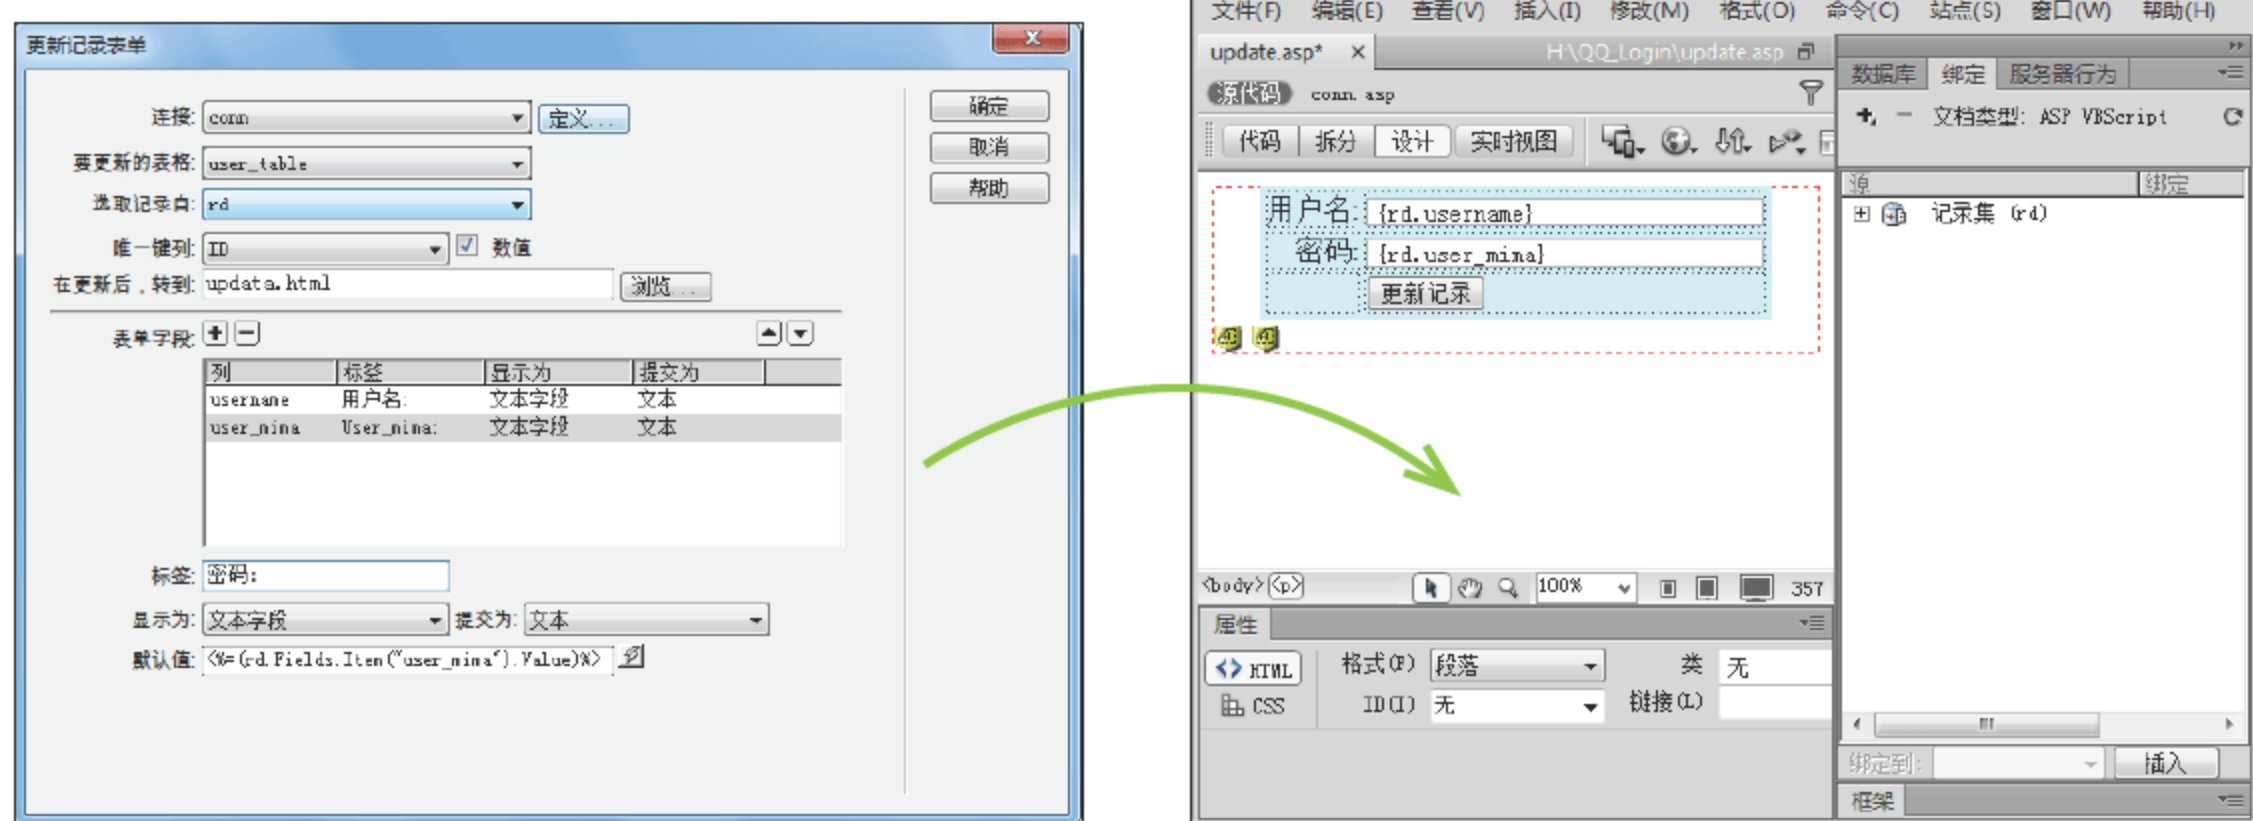 更新记录表单
连接: conn 定义...
确定
要更新的表格: user_table
取消
选取记录自: rd
帮助
唯一键列: ID 数值
在更新后，转到: updata.html 浏览...
表单字段:
列 标签 显示为 提交为
username 用户名: 文本字段 文本
user_mima User_mima: 文本字段 文本
标签: 密码:
显示为: 文本字段 提交为: 文本
默认值: <%=(rd.Fields.Item("user_mima").Value)%>
文件(F) 编辑(E) 查看(V) 插入(I) 修改(M) 格式(O) 命令(C) 站点(S) 窗口(W) 帮助(H)
update.asp* × H:\QQ_Login\update.asp
源代码 conn.asp
代码 拆分 设计 实时视图
用户名: {rd.username}
密码: {rd.user_mima}
更新记录
<body> <p> 100% 357
属性
<> HTML 格式(F) 段落 类 无
CSS ID(I) 无 链接(L)
数据库 绑定 服务器行为
文档类型: ASP VBScript
源 绑定
记录集 (rd)
绑定到: 插入
框架